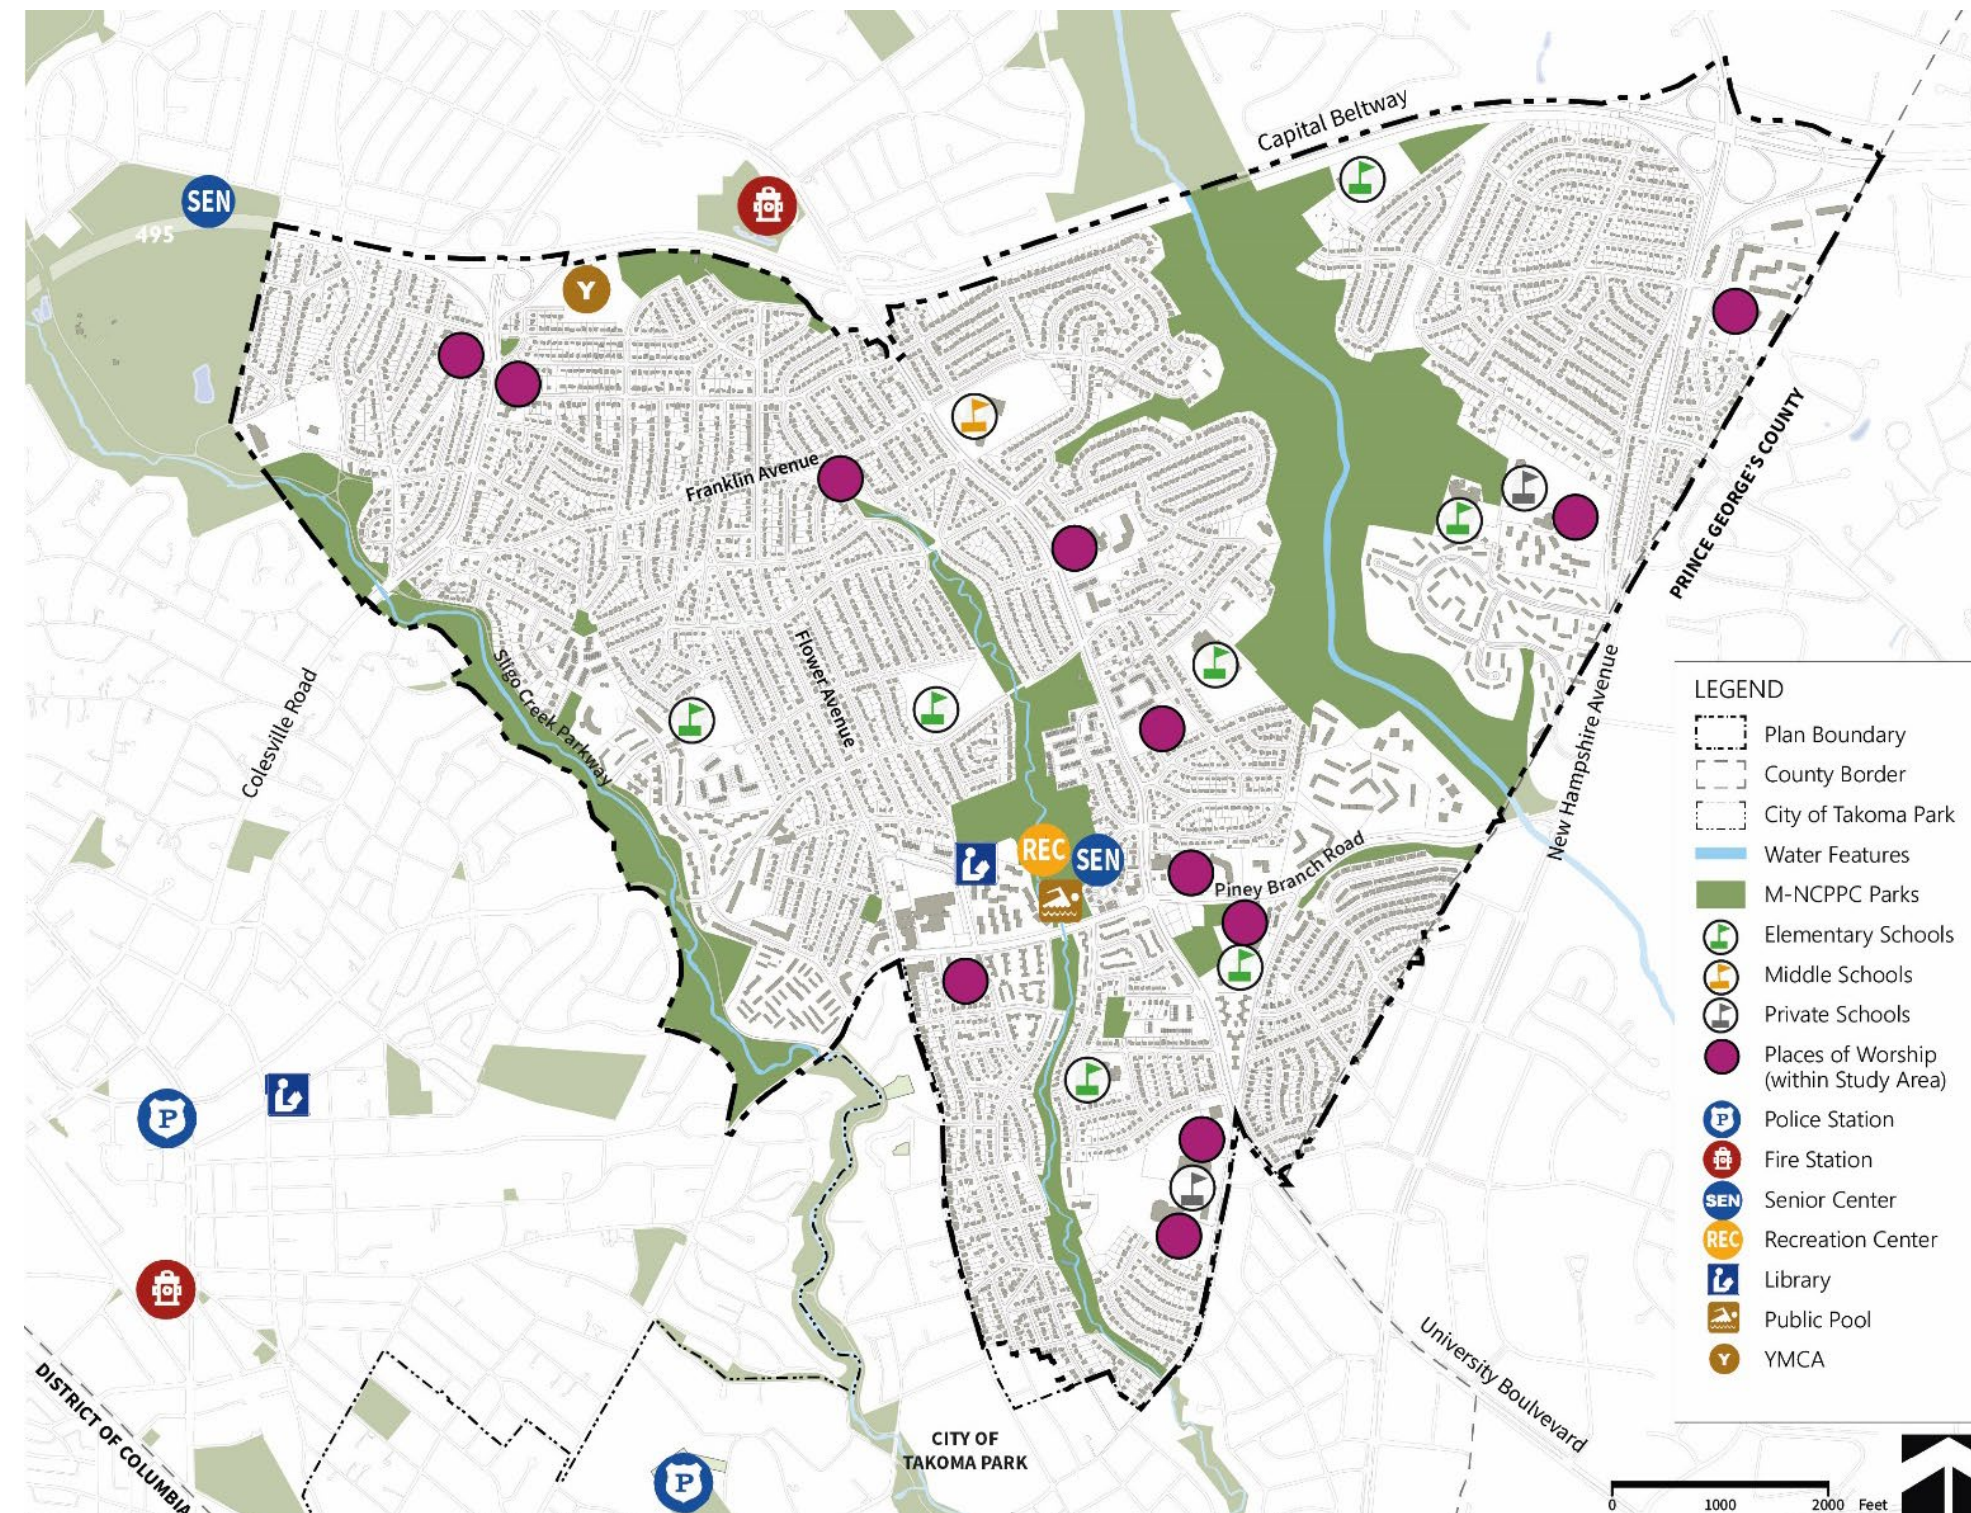 Capital Beltway
SEN
495
Y
PRINCE GEORGE'S COUNTY
Franklin Avenue
Flower Avenue
Sligo Creek Parkway
Colesville Road
New Hampshire Avenue
REC
SEN
Piney Branch Road
P
University Boulvevard
DISTRICT OF COLUMBIA
CITY OF
TAKOMA PARK
P
LEGEND
Plan Boundary
County Border
City of Takoma Park
Water Features
M-NCPPC Parks
Elementary Schools
Middle Schools
Private Schools
Places of Worship
(within Study Area)
P Police Station
Fire Station
SEN Senior Center
REC Recreation Center
Library
Public Pool
Y YMCA
0 1000 2000 Feet